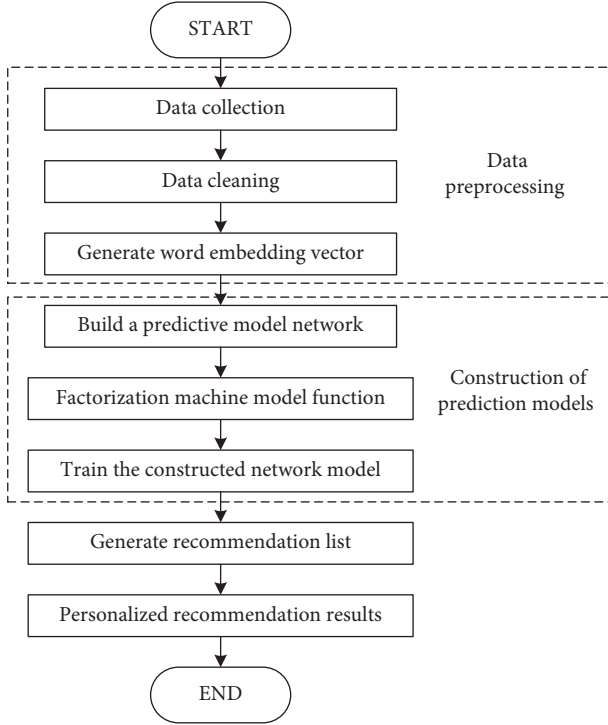 START
Data collection
Data cleaning
Data
preprocessing
Generate word embedding vector
Build a predictive model network
Factorization machine model function
Construction of
prediction models
Train the constructed network model
Generate recommendation list
Personalized recommendation results
END